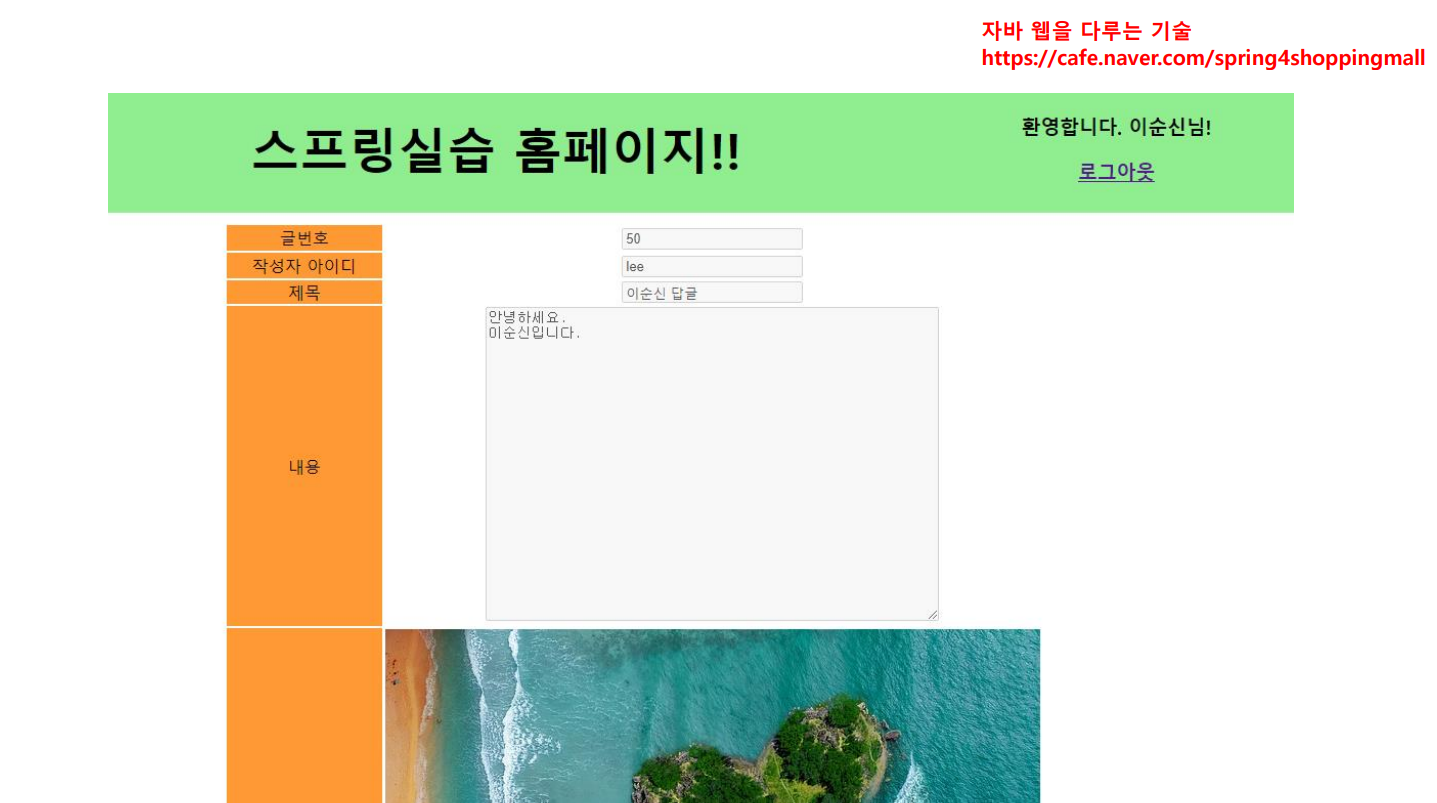 자바 웹을 다루는 기술
https://cafe.naver.com/spring4shoppingmall
스프링실습 홈페이지!!
환영합니다. 이순신님!
로그아웃
글번호 50
작성자 아이디 lee
제목 이순신 답글
내용 안녕하세요.
이순신입니다.